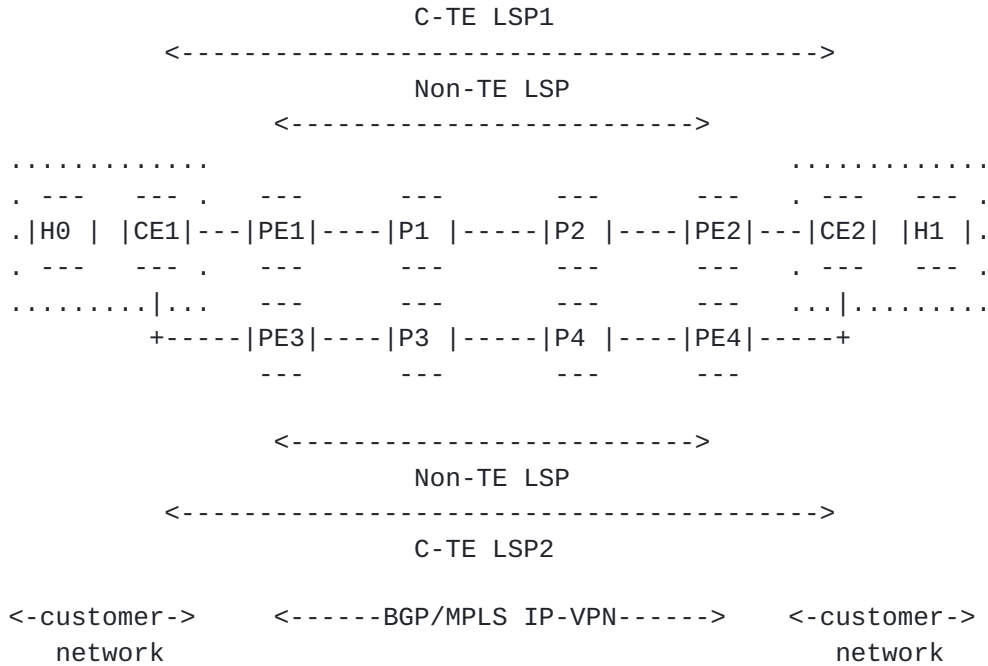 C-TE LSP1
<----------------------------------------->
Non-TE LSP
<-------------------------->
.............                                     .............
. ---   --- .   ---      ---       ---      ---   . ---   --- .
.|H0 | |CE1|---|PE1|----|P1 |-----|P2 |----|PE2|---|CE2| |H1 |.
. ---   --- .   ---      ---       ---      ---   . ---   --- .
.........|...   ---      ---       ---      ---   ...|.........
+-----|PE3|----|P3 |-----|P4 |----|PE4|-----+
---      ---       ---      ---
<-------------------------->
Non-TE LSP
<----------------------------------------->
C-TE LSP2
<-customer->     <------BGP/MPLS IP-VPN------>    <-customer->
network                                           network